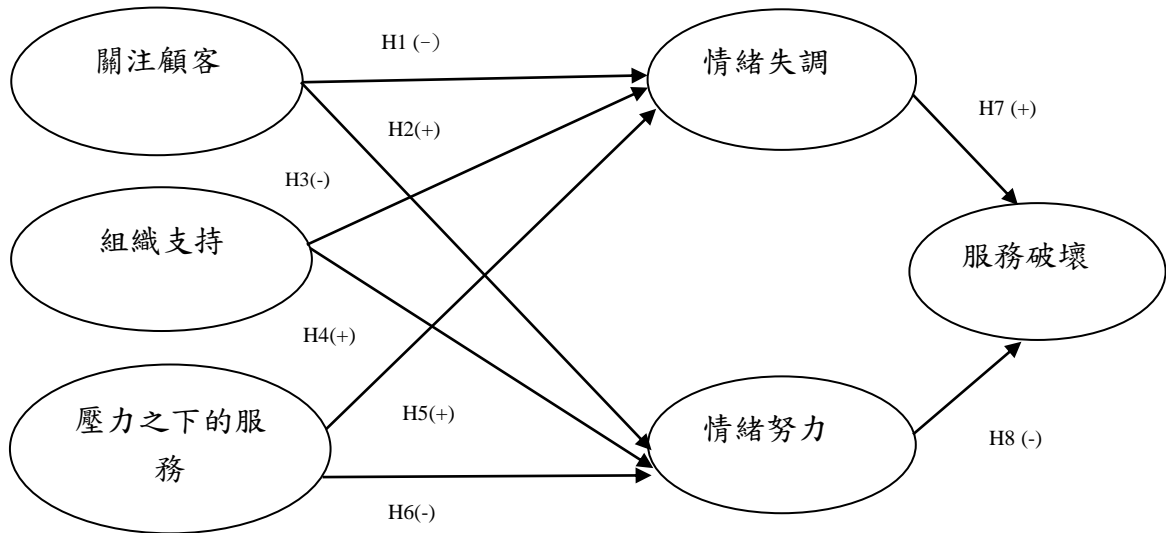 關注顧客
H1 (-)
情緒失調
H2(+)
H7 (+)
H3(-)
組織支持
服務破壞
H4(+)
壓力之下的服
務
H5(+)
情緒努力
H8 (-)
H6(-)